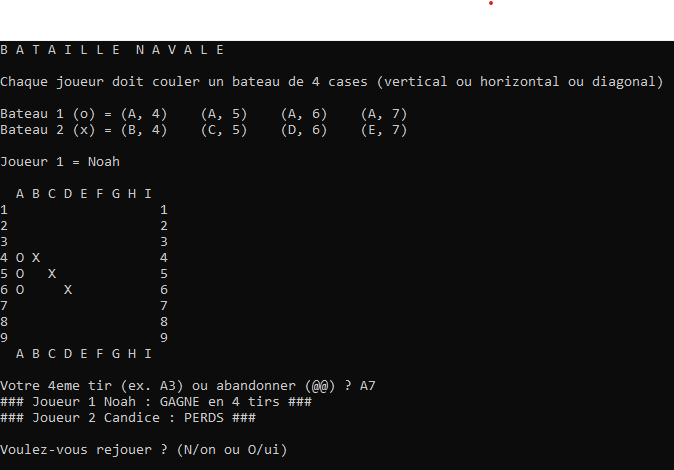 B A T A I L L E  N A V A L E
Chaque joueur doit couler un bateau de 4 cases (vertical ou horizontal ou diagonal)
Bateau 1 (o) = (A, 4)    (A, 5)    (A, 6)    (A, 7)
Bateau 2 (x) = (B, 4)    (C, 5)    (D, 6)    (E, 7)
Joueur 1 = Noah
  A B C D E F G H I
1                   1
2                   2
3                   3
4 O X               4
5 O   X             5
6 O     X           6
7                   7
8                   8
9                   9
  A B C D E F G H I
Votre 4eme tir (ex. A3) ou abandonner (@@) ? A7
### Joueur 1 Noah : GAGNE en 4 tirs ###
### Joueur 2 Candice : PERDS ###
Voulez-vous rejouer ? (N/on ou O/ui)